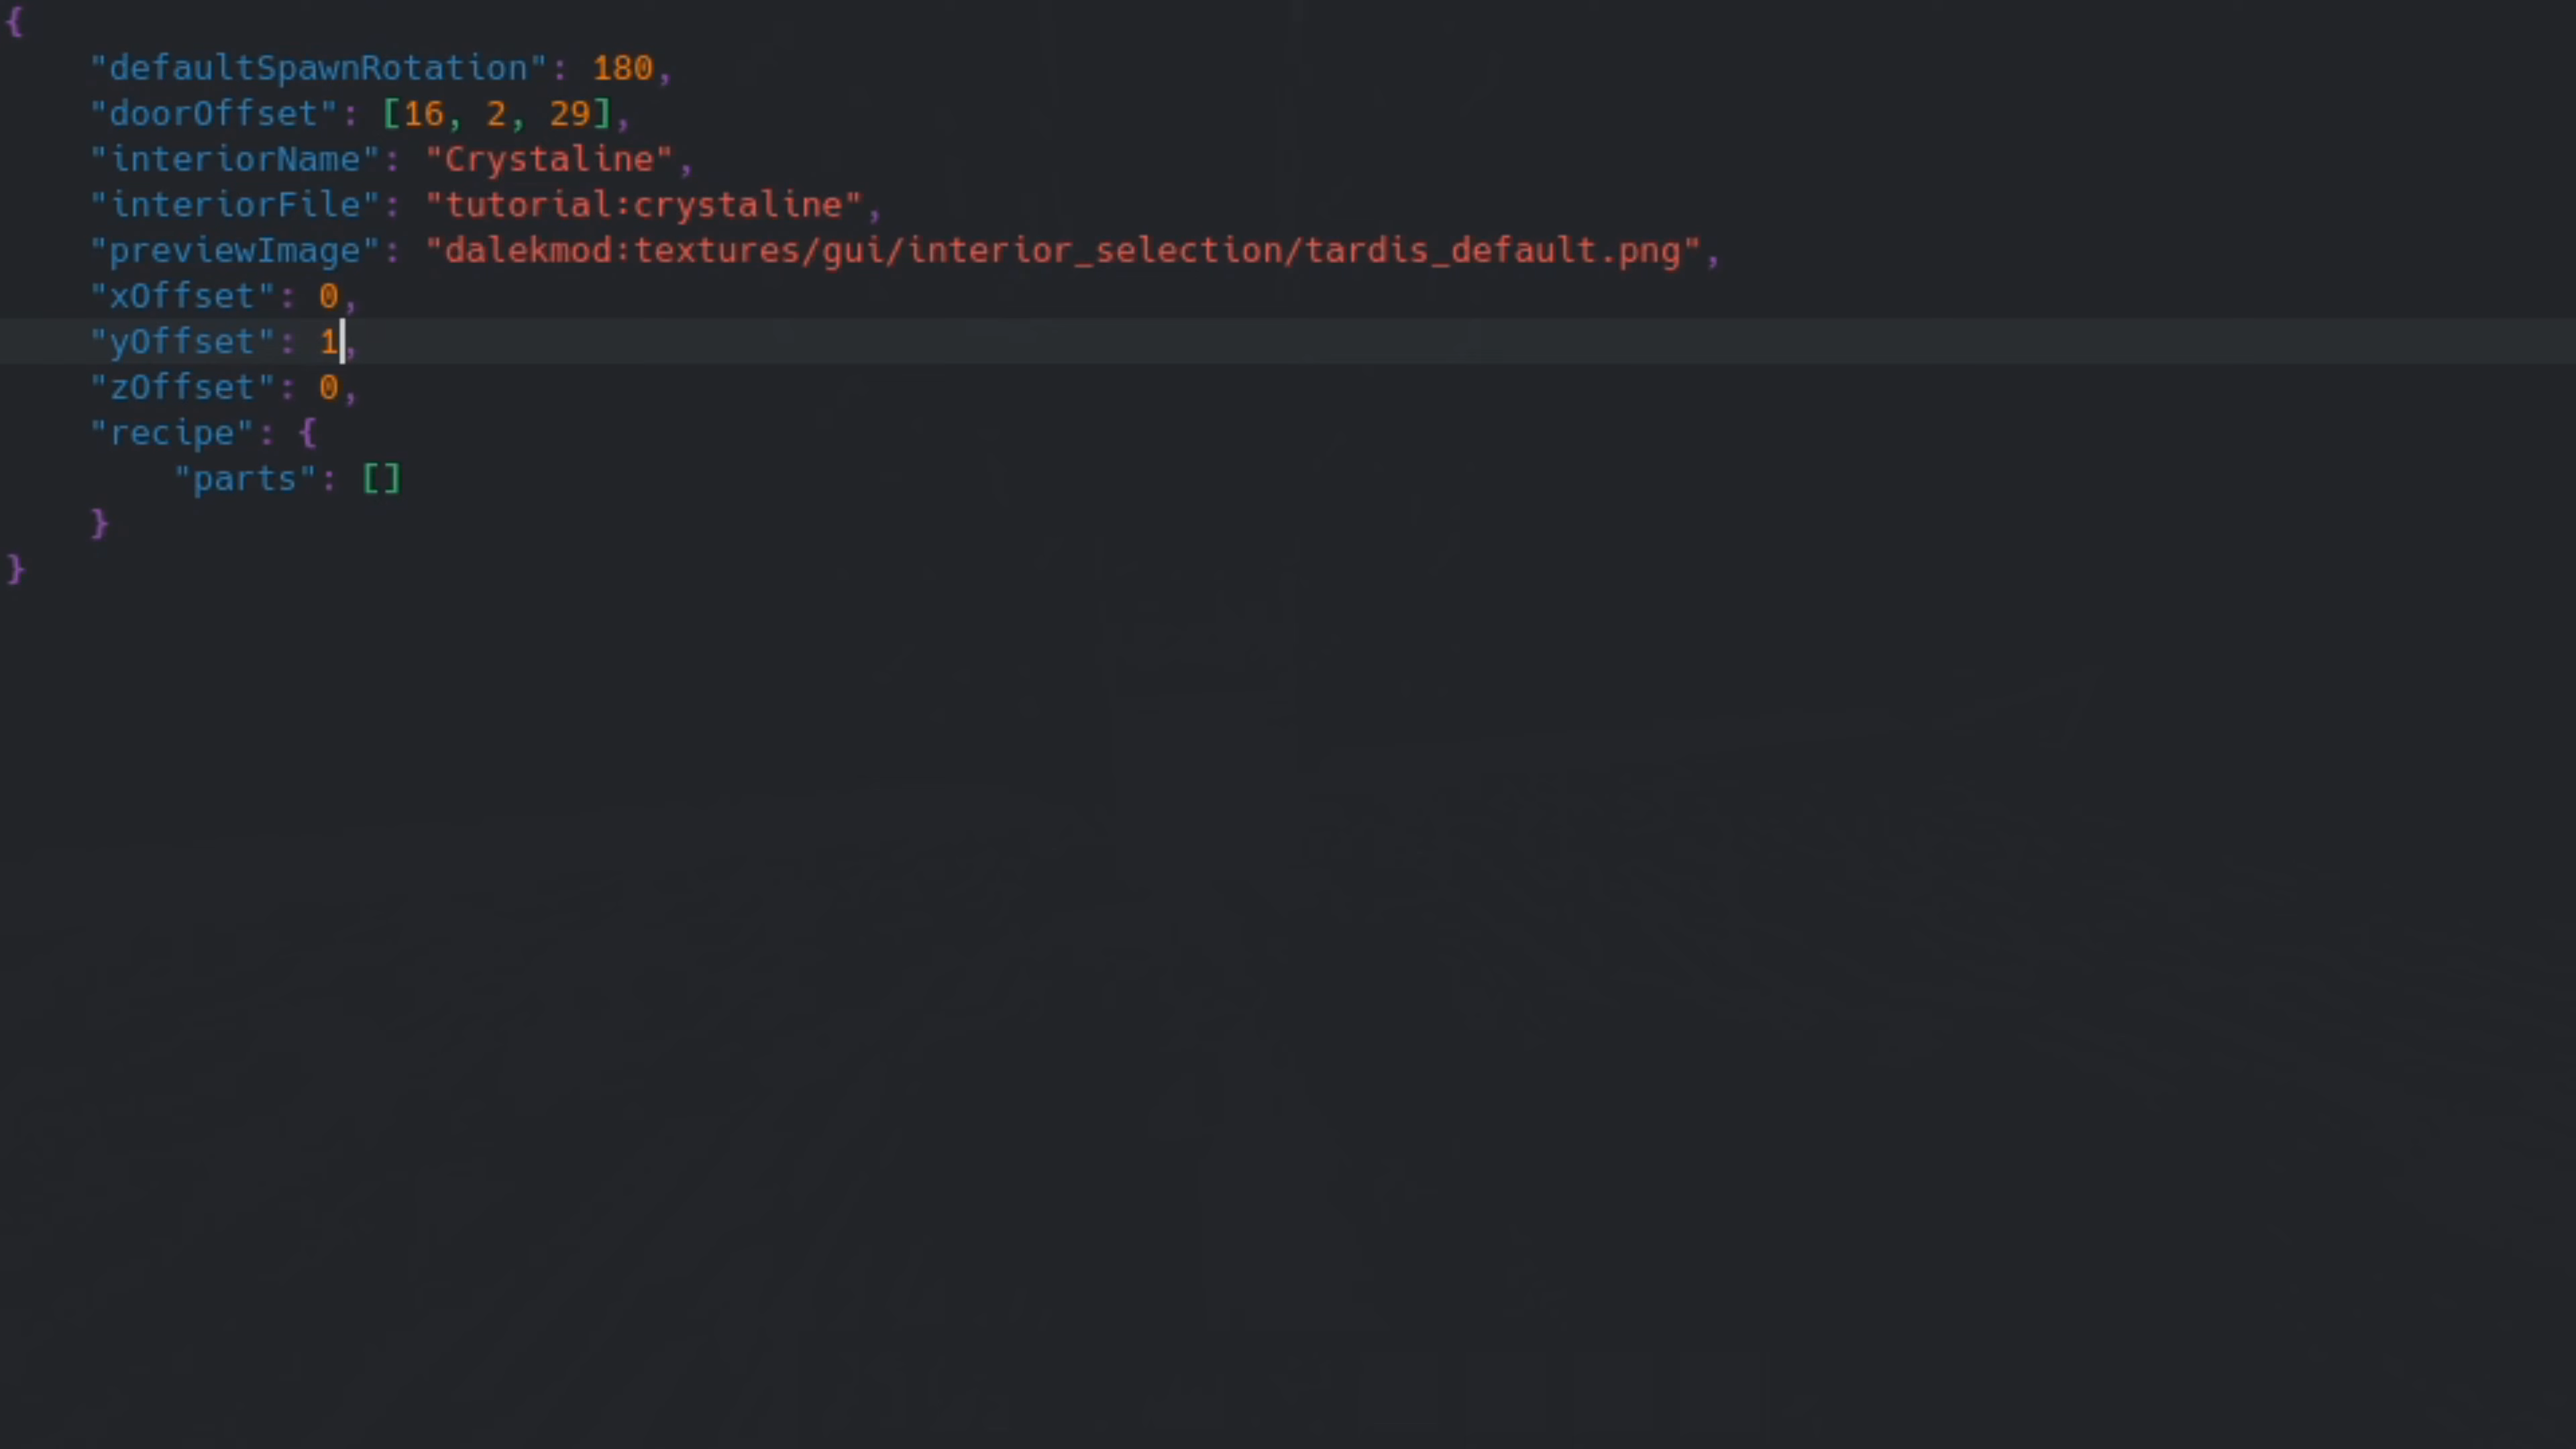 {
    "defaultSpawnRotation": 180,
    "doorOffset": [16, 2, 29],
    "interiorName": "Crystaline",
    "interiorFile": "tutorial:crystaline",
    "previewImage": "dalekmod:textures/gui/interior_selection/tardis_default.png",
    "xOffset": 0,
    "yOffset": 1,
    "zOffset": 0,
    "recipe": {
        "parts": []
    }
}